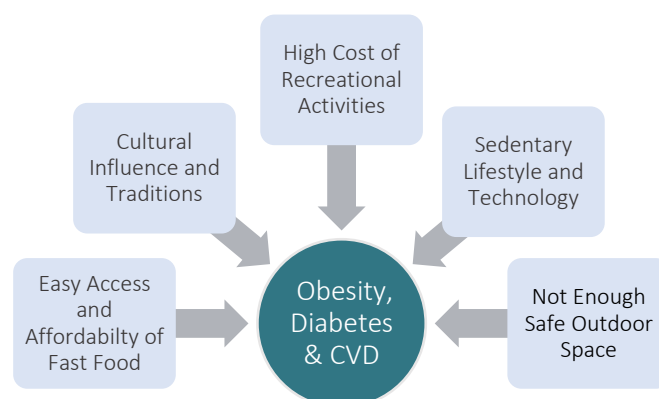 High Cost of
Recreational
Activities
Cultural
Influence and
Traditions
Sedentary
Lifestyle and
Technology
Easy Access
and
Affordabilty of
Fast Food
Obesity,
Diabetes
& CVD
Not Enough
Safe Outdoor
Space